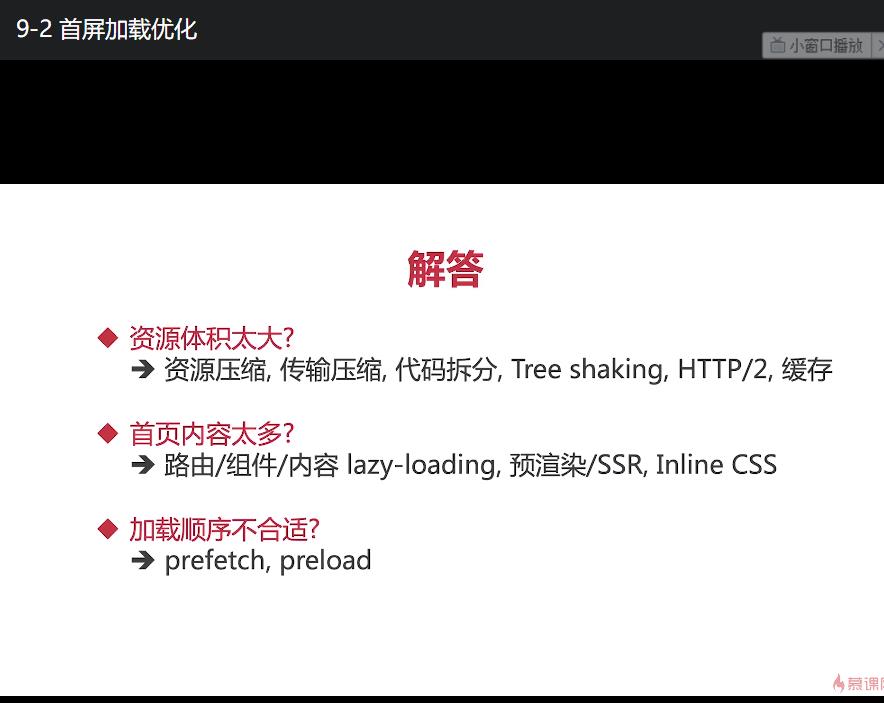 9-2 首屏加载优化
小窗口播放
解答
资源体积太大?
➔ 资源压缩, 传输压缩, 代码拆分, Tree shaking, HTTP/2, 缓存
首页内容太多?
➔ 路由/组件/内容 lazy-loading, 预渲染/SSR, Inline CSS
加载顺序不合适?
➔ prefetch, preload
慕课